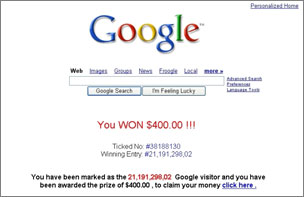 Personalized Home
Google™
Web Images Groups News Froogle Local more »
Advanced Search
Preferences
Language Tools
Google Search I'm Feeling Lucky
You WON $400.00 !!!
Ticked No: #38188130
Winning Entry: #21,191,298,02
You have been marked as the 21,191,298,02 Google visitor and you have
been awarded the prize of $400.00 , to claim your money click here .